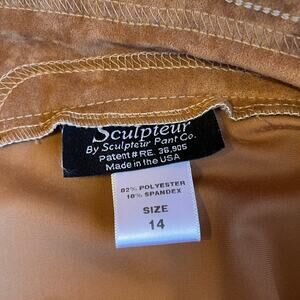 Sculpteur
By Sculpteur Pant Co.
Patent # RE. 36,905
Made in the USA
82% POLYESTER
18% SPANDEX
SIZE
14